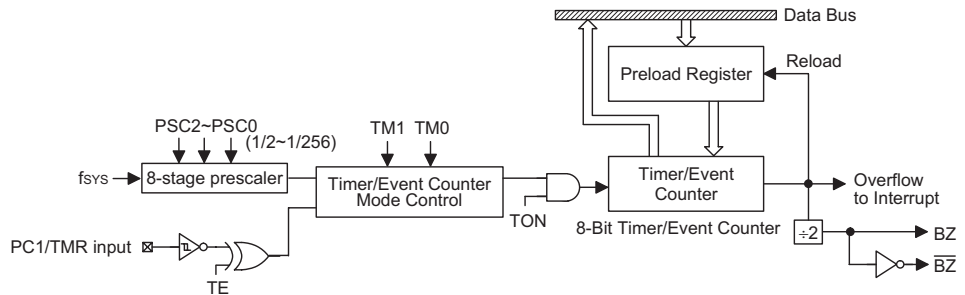 Data Bus
Preload Register
Reload
PSC2~PSC0
(1/2~1/256)
TM1 TM0
fSYS
8-stage prescaler
Timer/Event Counter
Mode Control
TON
Timer/Event
Counter
8-Bit Timer/Event Counter
Overflow
to Interrupt
PC1/TMR input
TE
÷2
BZ
B̅Z̅